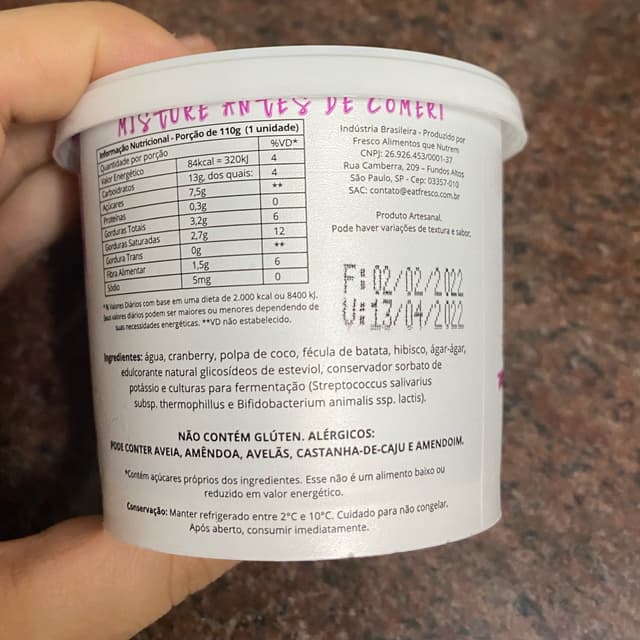 MISTURE ANTES DE COMER!
Informação Nutricional - Porção de 110g (1 unidade)
Quantidade por porção %VD*
Valor Energético 84kcal = 320kJ 4
Carboidratos 13g, dos quais: 4
Açúcares 7,5g **
Proteínas 0,3g 0
Gorduras Totais 3,2g 6
Gorduras Saturadas 2,7g 12
Gordura Trans 0g **
Fibra Alimentar 1,5g 6
Sódio 5mg 0
*% Valores Diários com base em uma dieta de 2.000 kcal ou 8400 kJ.
Seus valores diários podem ser maiores ou menores dependendo de
suas necessidades energéticas. **VD não estabelecido.
Indústria Brasileira - Produzido por
Fresco Alimentos que Nutrem
CNPJ: 26.926.453/0001-37
Rua Camberra, 209 – Fundos Altos
São Paulo, SP - Cep: 03357-010
SAC: contato@eatfresco.com.br
Produto Artesanal.
Pode haver variações de textura e sabor.
F:02/02/2022
V:13/04/2022
Ingredientes: água, cranberry, polpa de coco, fécula de batata, hibisco, ágar-ágar,
edulcorante natural glicosídeos de esteviol, conservador sorbato de
potássio e culturas para fermentação (Streptococcus salivarius
subsp. thermophillus e Bifidobacterium animalis ssp. lactis).
NÃO CONTÉM GLÚTEN. ALÉRGICOS:
PODE CONTER AVEIA, AMÊNDOA, AVELÃS, CASTANHA-DE-CAJU E AMENDOIM.
*Contém açúcares próprios dos ingredientes. Esse não é um alimento baixo ou
reduzido em valor energético.
Conservação: Manter refrigerado entre 2°C e 10°C. Cuidado para não congelar.
Após aberto, consumir imediatamente.